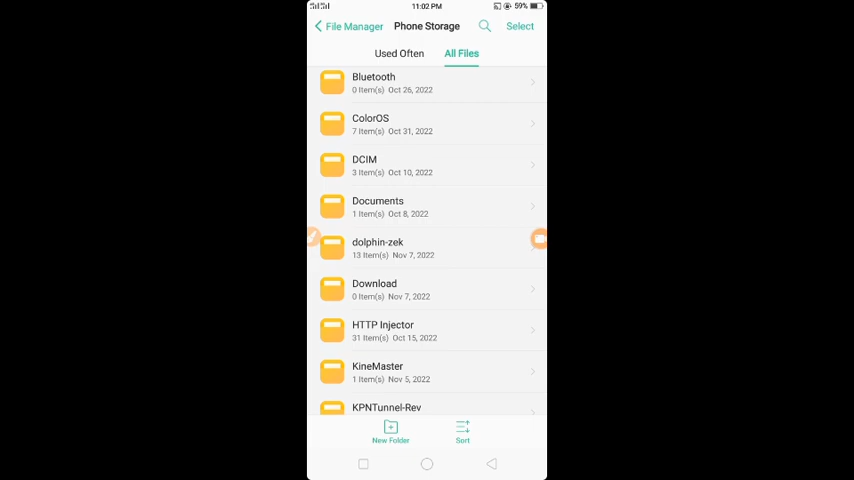 11:02 PM
59%
File Manager
Phone Storage
Select
Used Often
All Files
Bluetooth
0 Item(s) Oct 26, 2022
ColorOS
7 Item(s) Oct 31, 2022
DCIM
3 Item(s) Oct 10, 2022
Documents
1 Item(s) Oct 8, 2022
dolphin-zek
13 Item(s) Nov 7, 2022
Download
0 Item(s) Nov 7, 2022
HTTP Injector
31 Item(s) Oct 15, 2022
KineMaster
1 Item(s) Nov 5, 2022
KPNTunnel-Rev
New Folder
Sort